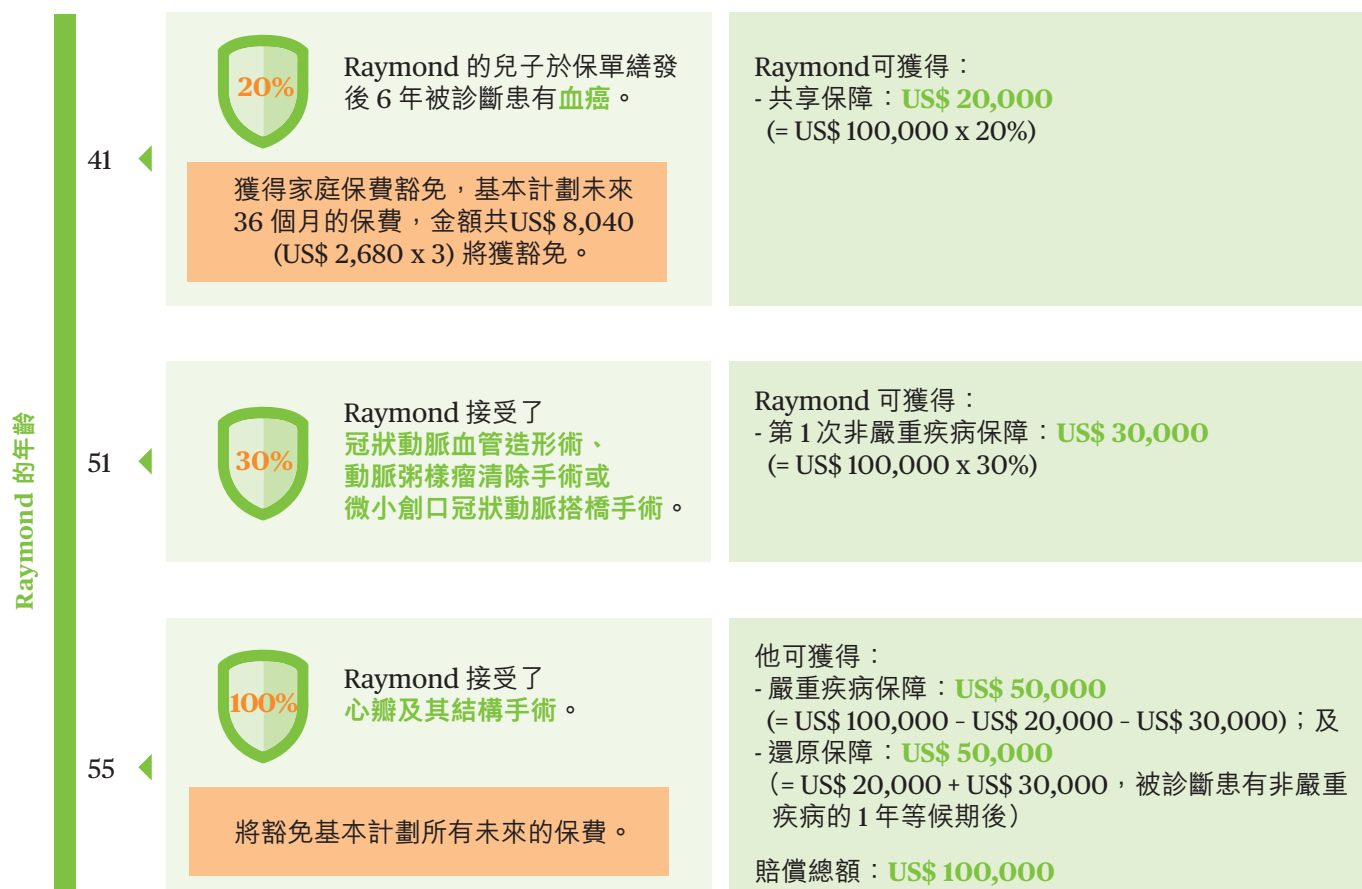 Raymond 的年齡
41
20%
Raymond 的兒子於保單繕發
後 6 年被診斷患有血癌。
獲得家庭保費豁免，基本計劃未來
36 個月的保費，金額共US$ 8,040
(US$ 2,680 x 3) 將獲豁免。
Raymond可獲得：
- 共享保障：US$ 20,000
(= US$ 100,000 x 20%)
51
30%
Raymond 接受了
冠狀動脈血管造形術、
動脈粥樣瘤清除手術或
微小創口冠狀動脈搭橋手術。
Raymond 可獲得：
- 第 1 次非嚴重疾病保障：US$ 30,000
(= US$ 100,000 x 30%)
55
100%
Raymond 接受了
心瓣及其結構手術。
將豁免基本計劃所有未來的保費。
他可獲得：
- 嚴重疾病保障：US$ 50,000
(= US$ 100,000 – US$ 20,000 – US$ 30,000)；及
- 還原保障：US$ 50,000
（= US$ 20,000 + US$ 30,000，被診斷患有非嚴重
疾病的 1 年等候期後）
賠償總額：US$ 100,000